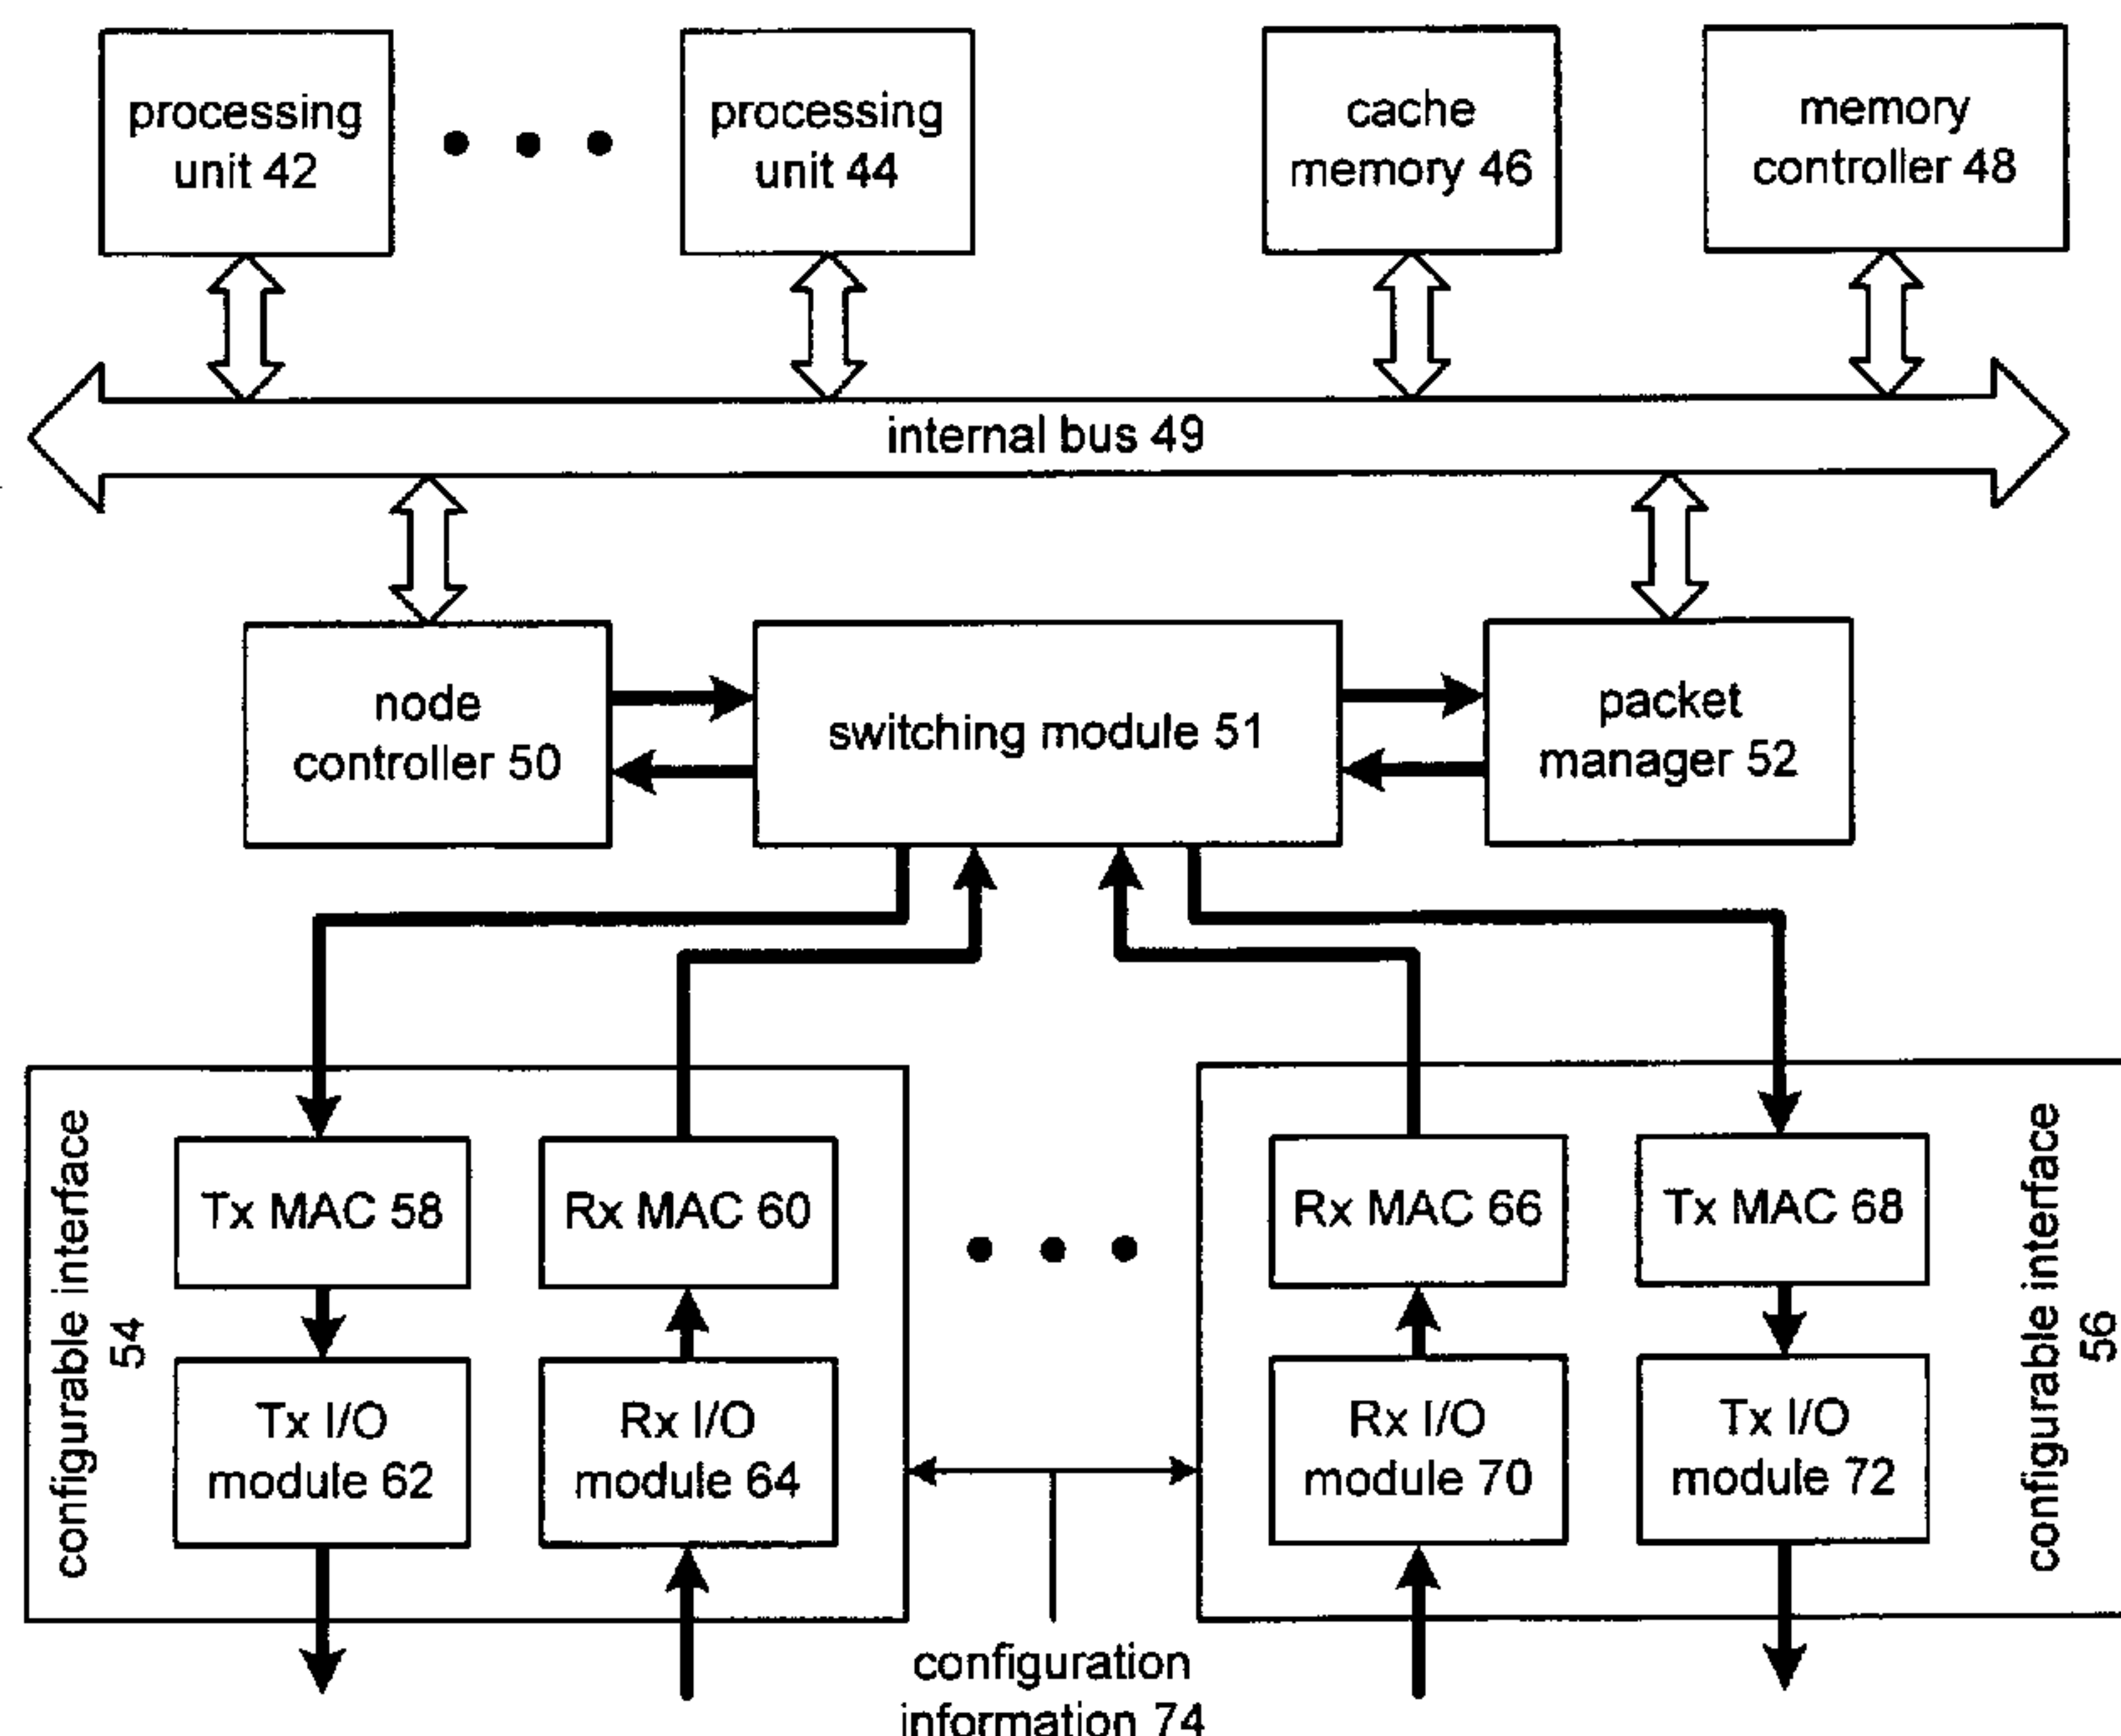 processing
unit 42
processing
unit 44
cache
memory 46
memory
controller 48
internal bus 49
node
controller 50
switching module 51
packet
manager 52
configurable interface
54
Tx MAC 58
Rx MAC 60
Tx I/O
module 62
Rx I/O
module 64
Rx MAC 66
Tx MAC 68
Rx I/O
module 70
Tx I/O
module 72
configurable interface
56
configuration
information 74